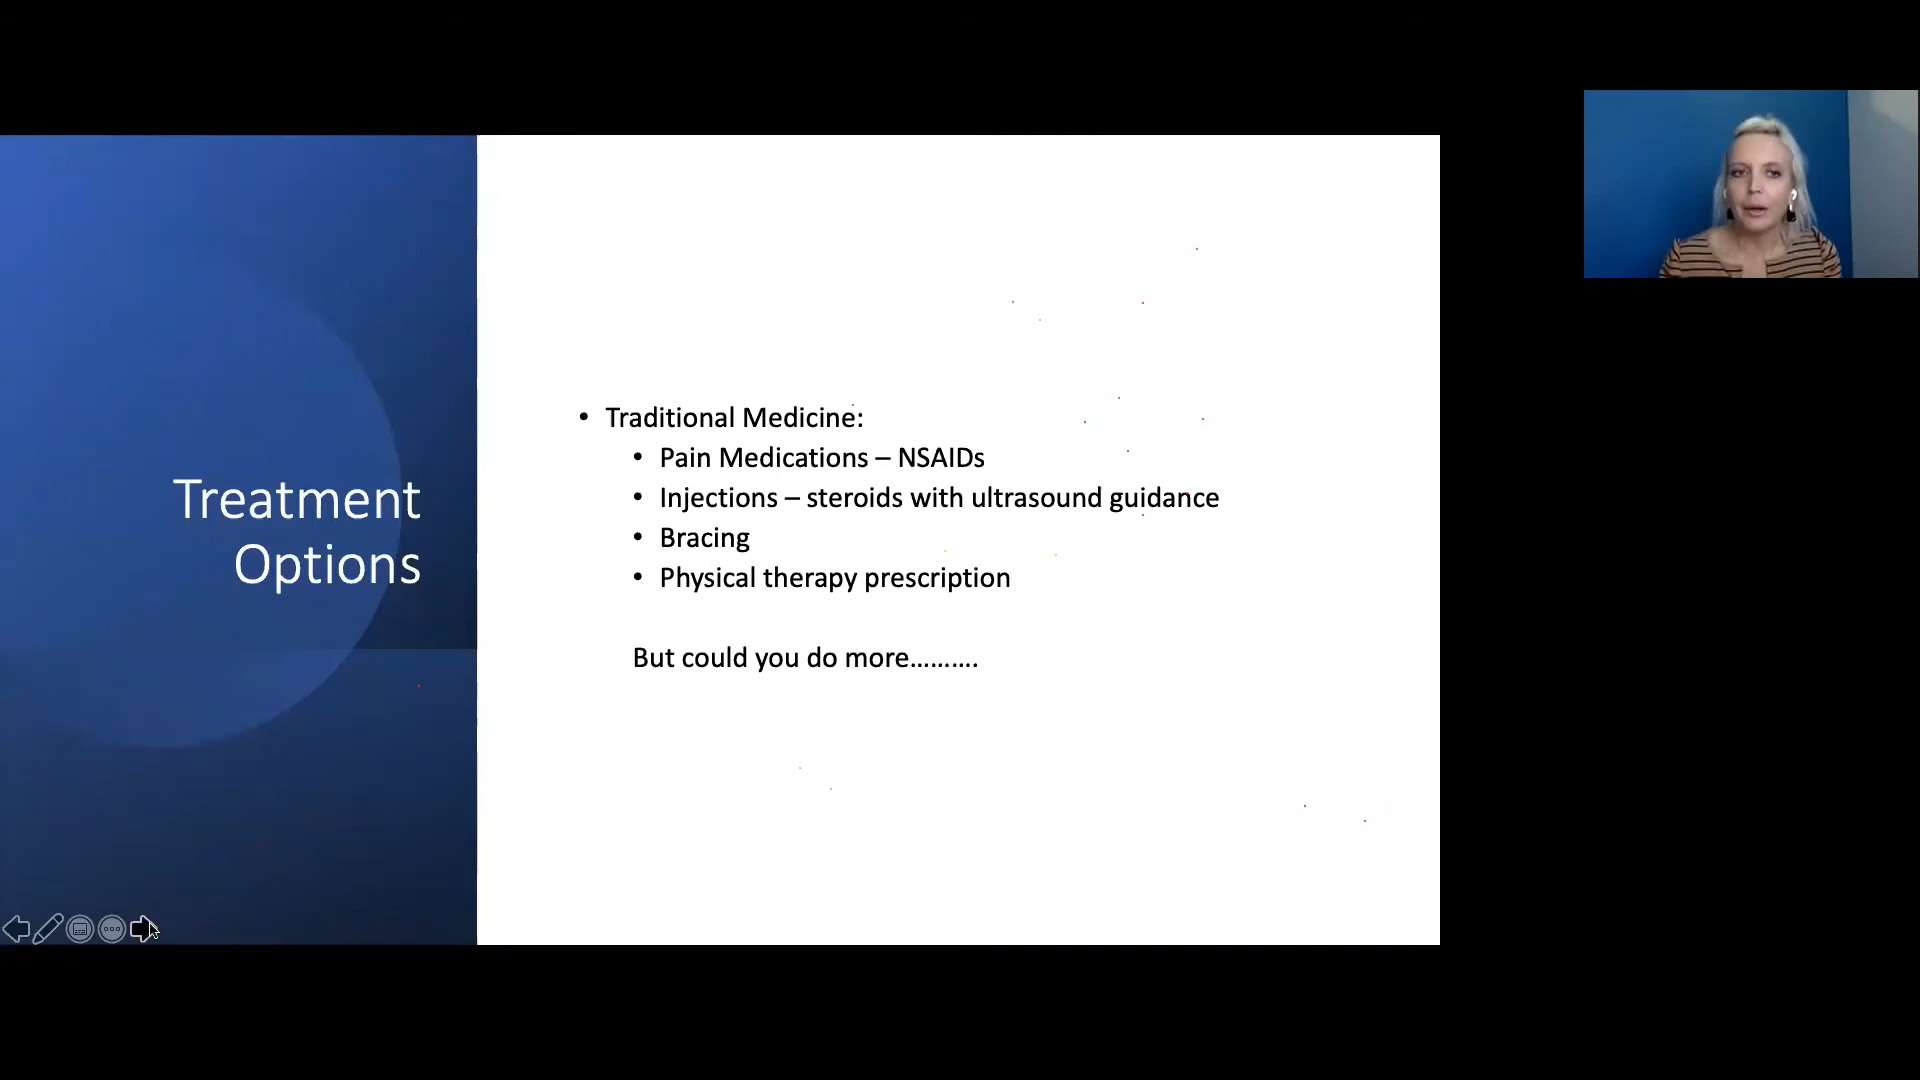 Treatment
Options
• Traditional Medicine:
• Pain Medications – NSAIDs
• Injections – steroids with ultrasound guidance
• Bracing
• Physical therapy prescription
But could you do more……….